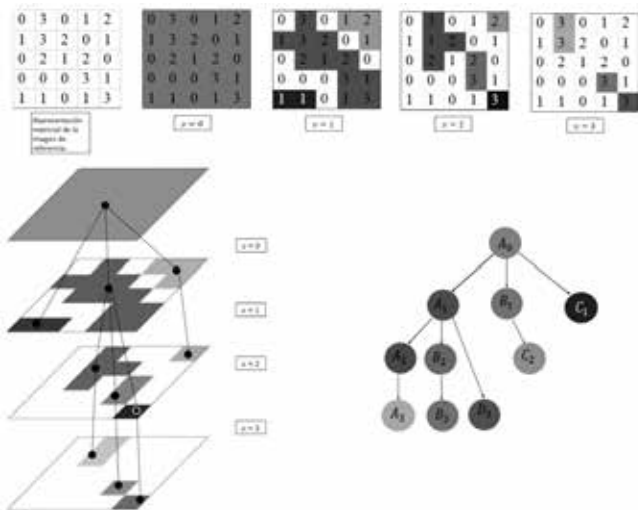 0 3 0 1 2 0 3 0 1 2 0 3 0 1 2 0 3 0 1 2 0 3 0 1 2
1 3 2 0 1 1 3 2 0 1 1 3 2 0 1 1 3 2 0 1 1 3 2 0 1
0 2 1 2 0 0 2 1 2 0 0 2 1 2 0 0 2 1 2 0 0 2 1 2 0
0 0 0 3 1 0 0 0 3 1 0 0 0 3 1 0 0 0 3 1 0 0 0 3 1
1 1 0 1 3 1 1 0 1 3 1 1 0 1 3 1 1 0 1 3 1 1 0 1 3
Representación
matricial de la
imagen de
referencia.
= 0
= 1
= 2
= 3
= 0
= 1
= 2
= 3
A₀
A₁ B₁ C₁
B₂ C₂
A₃ B₃